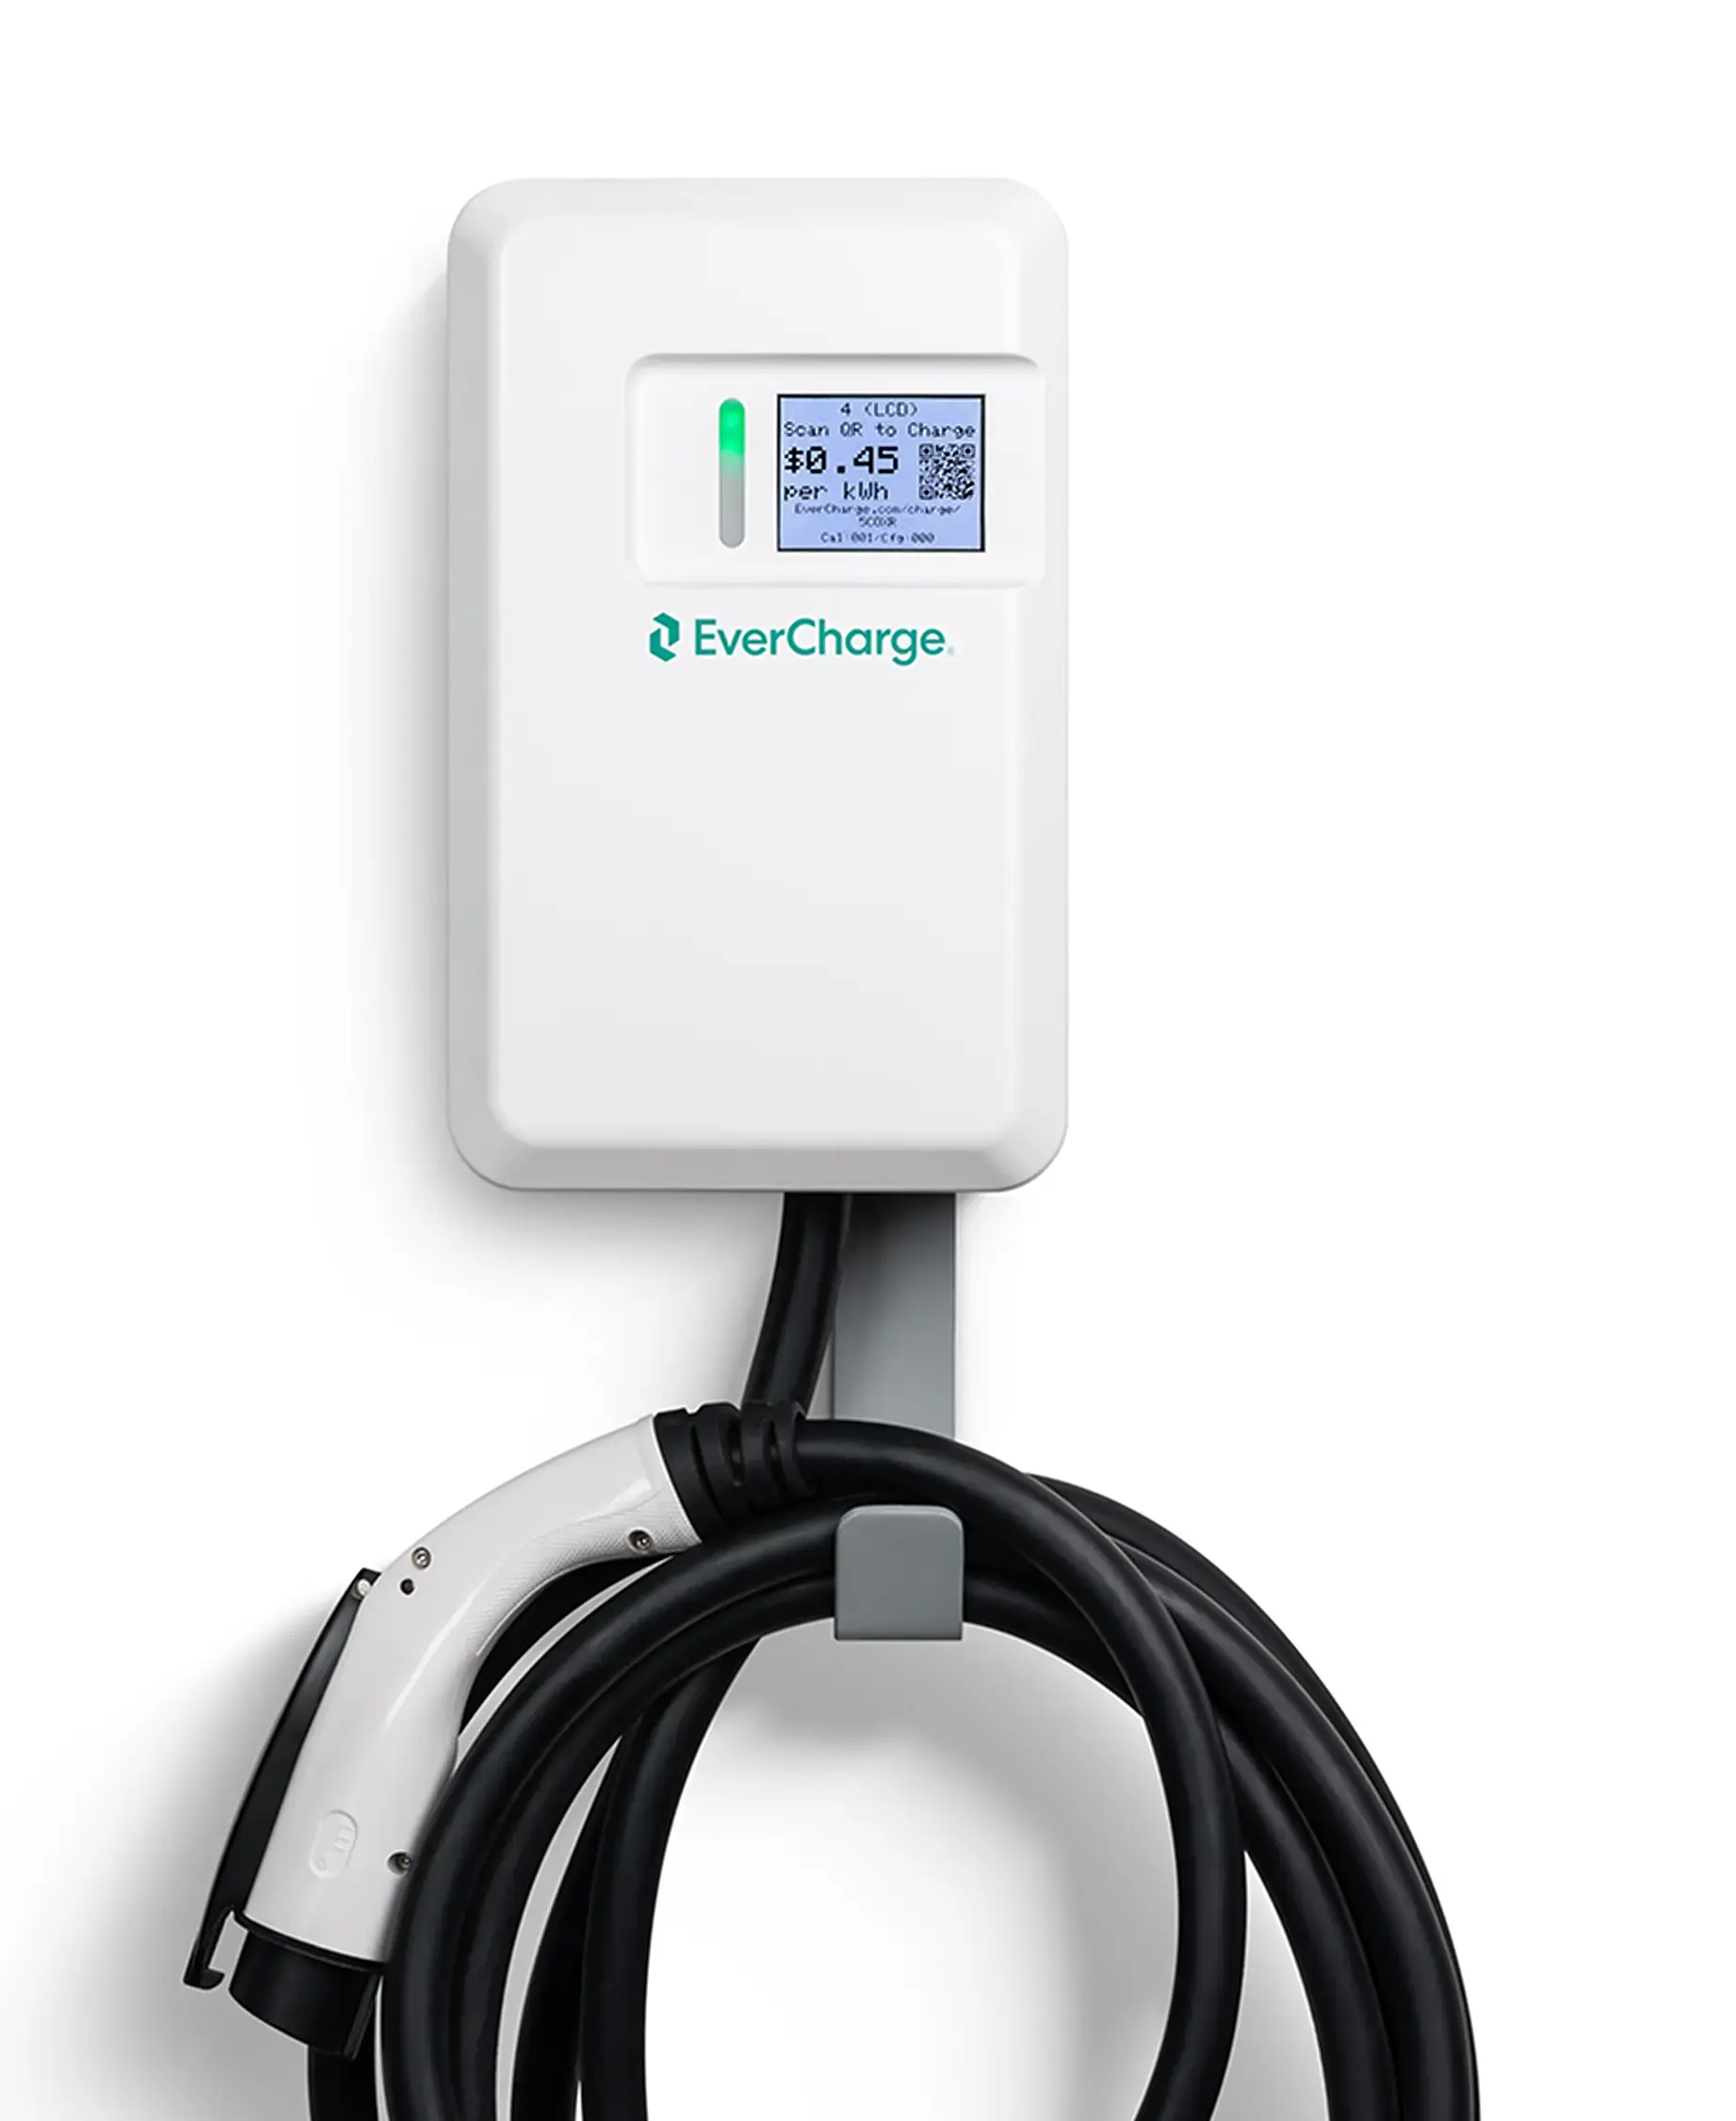 4 (LCD)
Scan QR to Charge
$0.45
per kWh
EverCharge.com/charge/
Cal:001/Cfg:000
EverCharge